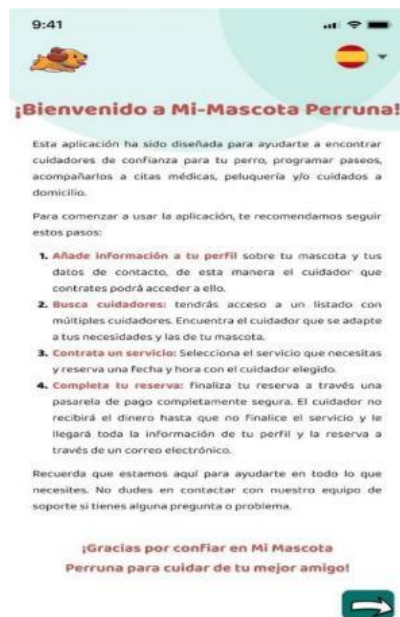 9:41
¡Bienvenido a Mi-Mascota Perruna!
Esta aplicación ha sido diseñada para ayudarte a encontrar
cuidadores de confianza para tu perro, programar paseos,
acompañarlos a citas médicas, peluquería y/o cuidados a
domicilio.
Para comenzar a usar la aplicación, te recomendamos seguir
estos pasos:
1. Añade información a tu perfil sobre tu mascota y tus
datos de contacto, de esta manera el cuidador que
contrates podrá acceder a ello.
2. Busca cuidadores: tendrás acceso a un listado con
múltiples cuidadores. Encuentra el cuidador que se adapte
a tus necesidades y las de tu mascota.
3. Contrata un servicio: Selecciona el servicio que necesitas
y reserva una fecha y hora con el cuidador elegido.
4. Completa tu reserva: finaliza tu reserva a través una
pasarela de pago completamente segura. El cuidador no
recibirá el dinero hasta que no finalice el servicio y le
llegará toda la información de tu perfil y la reserva a
través de un correo electrónico.
Recuerda que estamos aquí para ayudarte en todo lo que
necesites. No dudes en contactar con nuestro equipo de
soporte si tienes alguna pregunta o problema.
¡Gracias por confiar en Mi Mascota
Perruna para cuidar de tu mejor amigo!